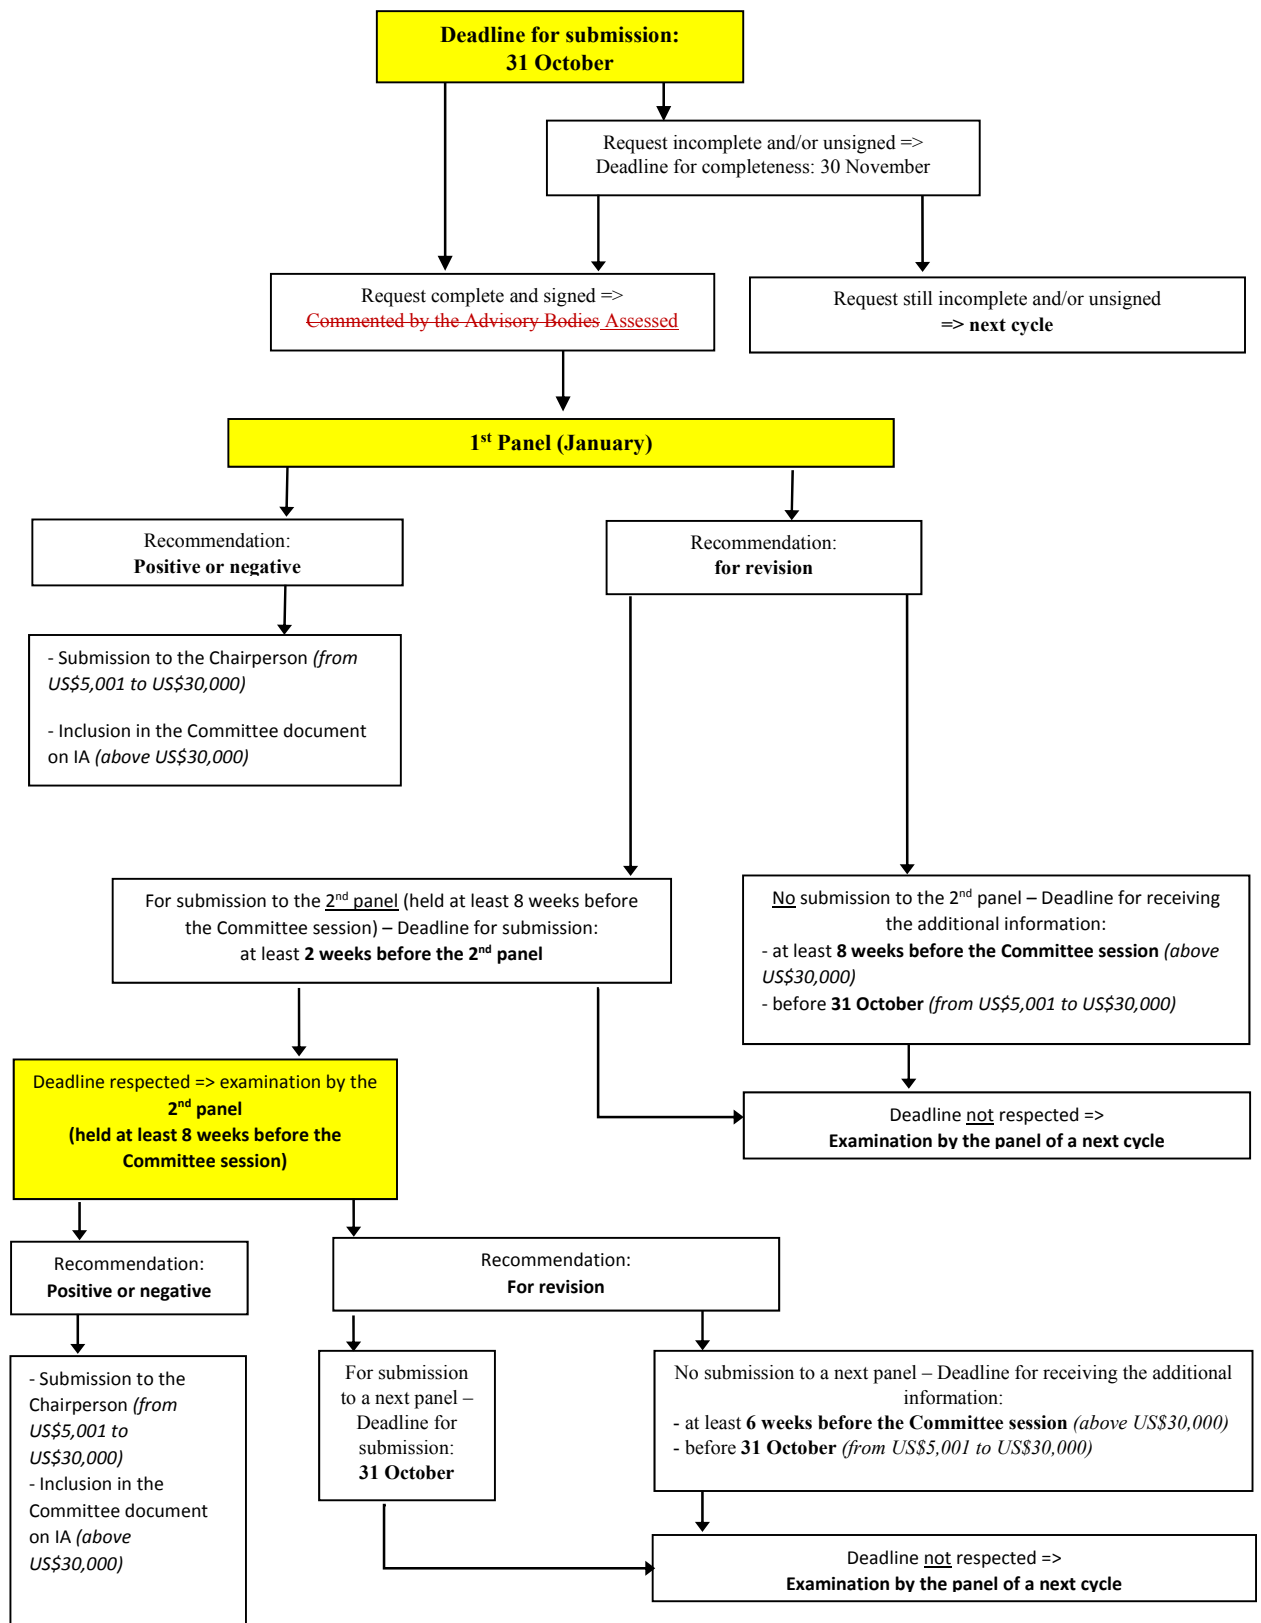 Deadline for submission:
31 October
Request incomplete and/or unsigned =>
Deadline for completeness: 30 November
Request complete and signed =>
Commented by the Advisory Bodies Assessed
Request still incomplete and/or unsigned
=> next cycle
1st Panel (January)
Recommendation:
Positive or negative
Recommendation:
for revision
- Submission to the Chairperson (from
US$5,001 to US$30,000)
- Inclusion in the Committee document
on IA (above US$30,000)
For submission to the 2nd panel (held at least 8 weeks before
the Committee session) – Deadline for submission:
at least 2 weeks before the 2nd panel
No submission to the 2nd panel – Deadline for receiving
the additional information:
- at least 8 weeks before the Committee session (above
US$30,000)
- before 31 October (from US$5,001 to US$30,000)
Deadline respected => examination by the
2nd panel
(held at least 8 weeks before the
Committee session)
Deadline not respected =>
Examination by the panel of a next cycle
Recommendation:
Positive or negative
Recommendation:
For revision
- Submission to the
Chairperson (from
US$5,001 to
US$30,000)
- Inclusion in the
Committee document
on IA (above
US$30,000)
For submission
to a next panel –
Deadline for
submission:
31 October
No submission to a next panel – Deadline for receiving the additional
information:
- at least 6 weeks before the Committee session (above US$30,000)
- before 31 October (from US$5,001 to US$30,000)
Deadline not respected =>
Examination by the panel of a next cycle